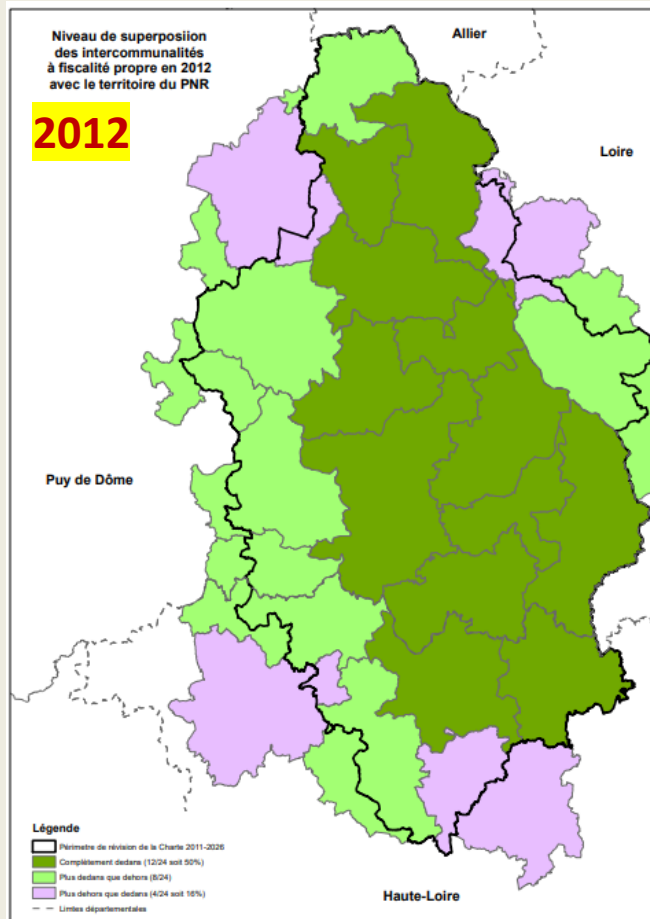 Niveau de superposiion
des intercommunalités
à fiscalité propre en 2012
avec le territoire du PNR
2012
Allier
Loire
Puy de Dôme
Haute-Loire
Légende
Périmetre de révision de la Charte 2011-2026
Complètement dedans (12/24 soit 50%)
Plus dedans que dehors (8/24)
Plus dehors que dedans (4/24 soit 16%)
Limtes départementales